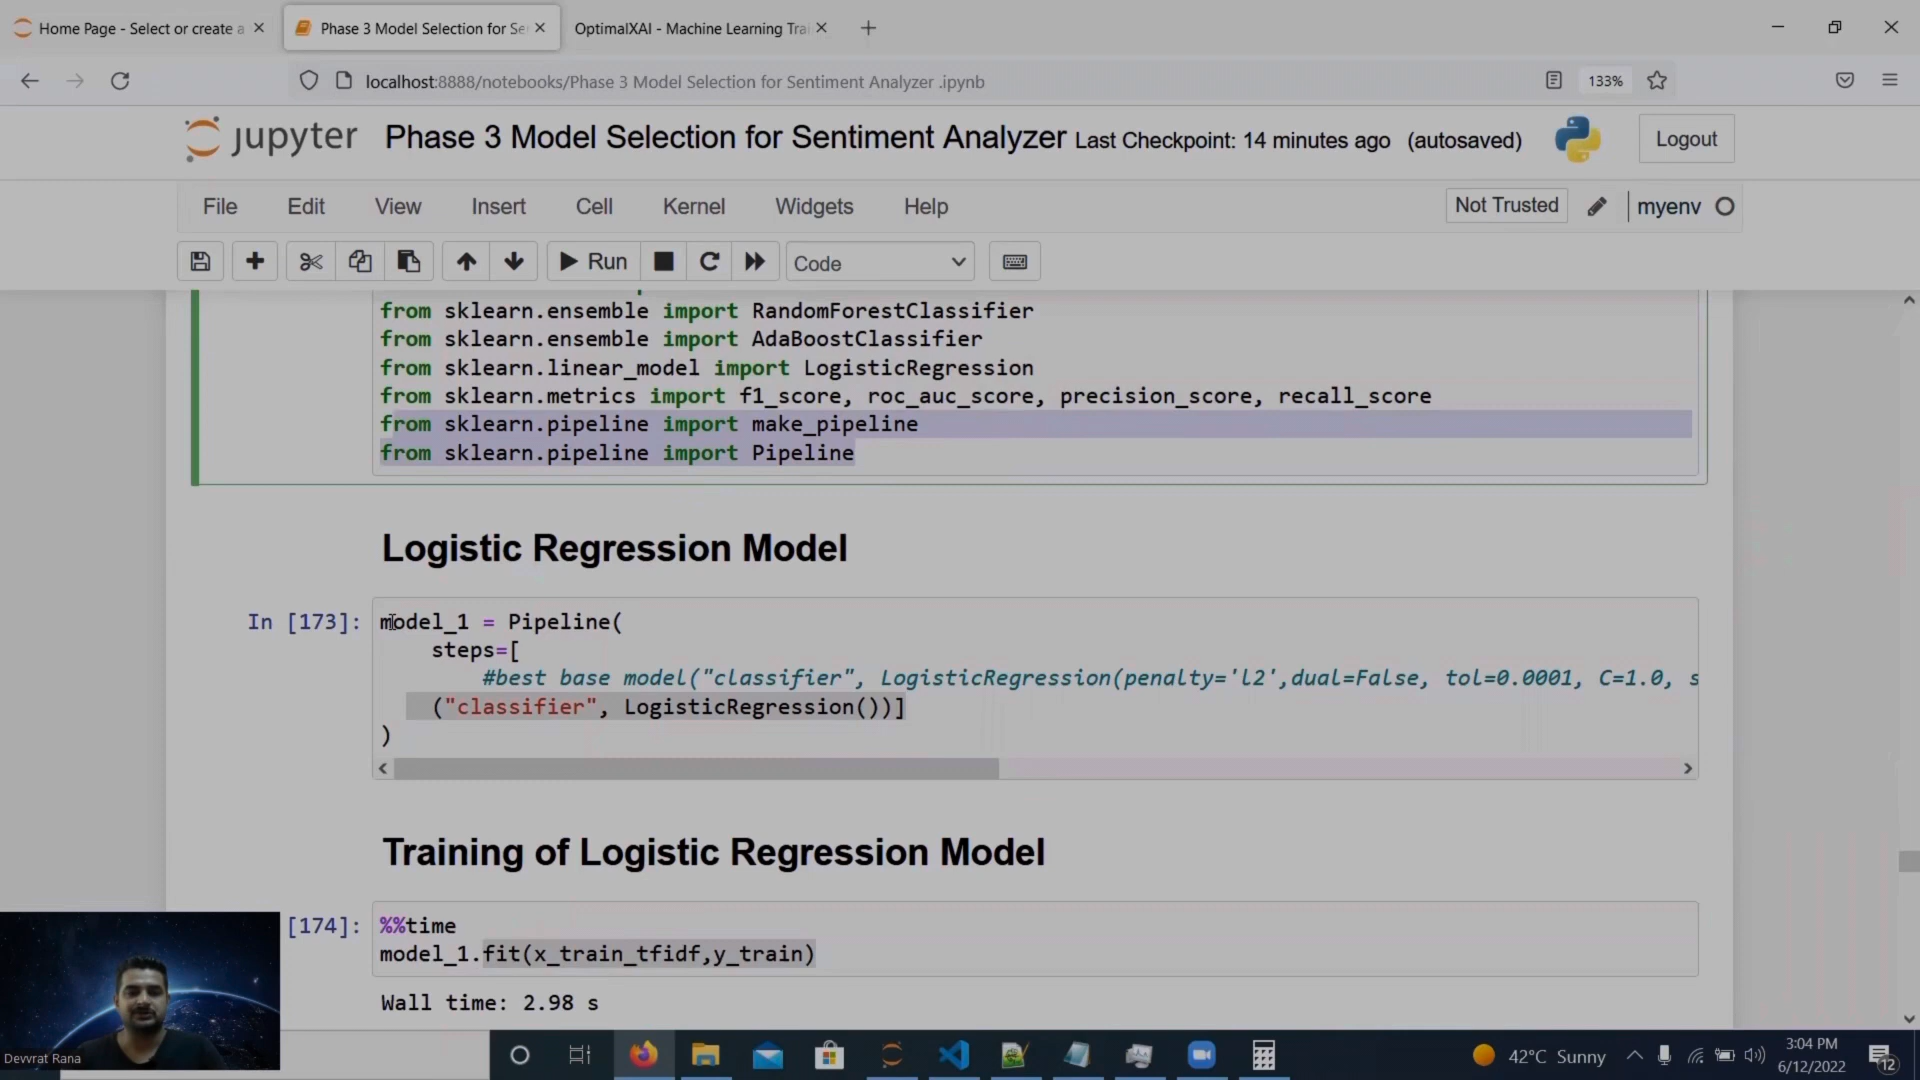 Home Page - Select or create a
Phase 3 Model Selection for Se
OptimalXAI - Machine Learning Trai
localhost:8888/notebooks/Phase 3 Model Selection for Sentiment Analyzer .ipynb
133%
jupyter
Phase 3 Model Selection for Sentiment Analyzer
Last Checkpoint: 14 minutes ago (autosaved)
Logout
File
Edit
View
Insert
Cell
Kernel
Widgets
Help
Not Trusted
myenv
Run
Code
from sklearn.ensemble import RandomForestClassifier
from sklearn.ensemble import AdaBoostClassifier
from sklearn.linear_model import LogisticRegression
from sklearn.metrics import f1_score, roc_auc_score, precision_score, recall_score
from sklearn.pipeline import make_pipeline
from sklearn.pipeline import Pipeline
Logistic Regression Model
In [173]:
model_1 = Pipeline(
steps=[
#best base model("classifier", LogisticRegression(penalty='l2',dual=False, tol=0.0001, C=1.0, s
("classifier", LogisticRegression())]
)
Training of Logistic Regression Model
[174]:
%%time
model_1.fit(x_train_tfidf,y_train)
Wall time: 2.98 s
Devvrat Rana
42°C Sunny
3:04 PM
6/12/2022
12